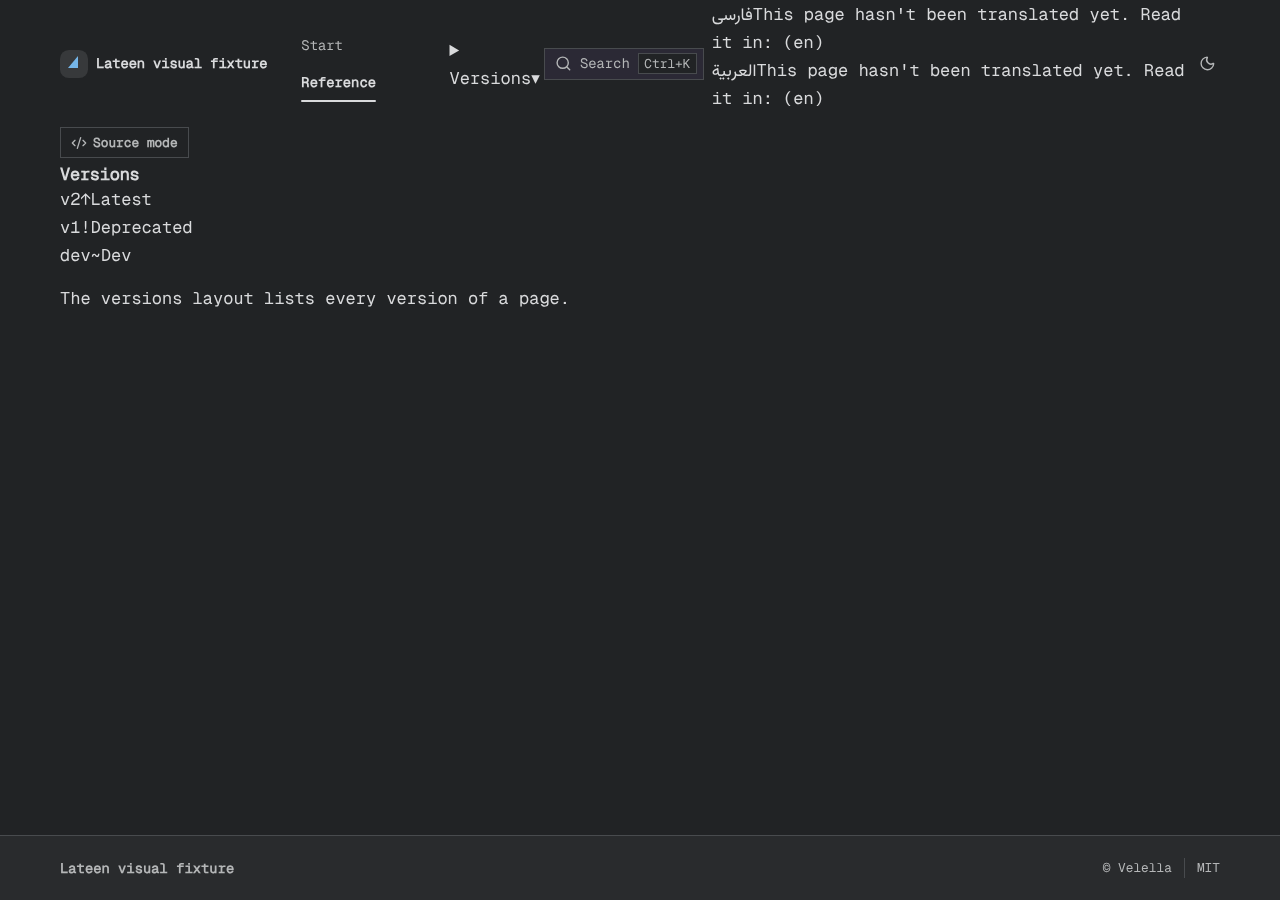 Lateen visual fixture
Start
Reference
▶
Versions▾
Search Ctrl+K
فارسیThis page hasn't been translated yet. Read
it in: (en)
العربيةThis page hasn't been translated yet. Read
it in: (en)
</> Source mode
Versions
v2↑Latest
v1!Deprecated
dev~Dev
The versions layout lists every version of a page.
Lateen visual fixture
© Velella
MIT